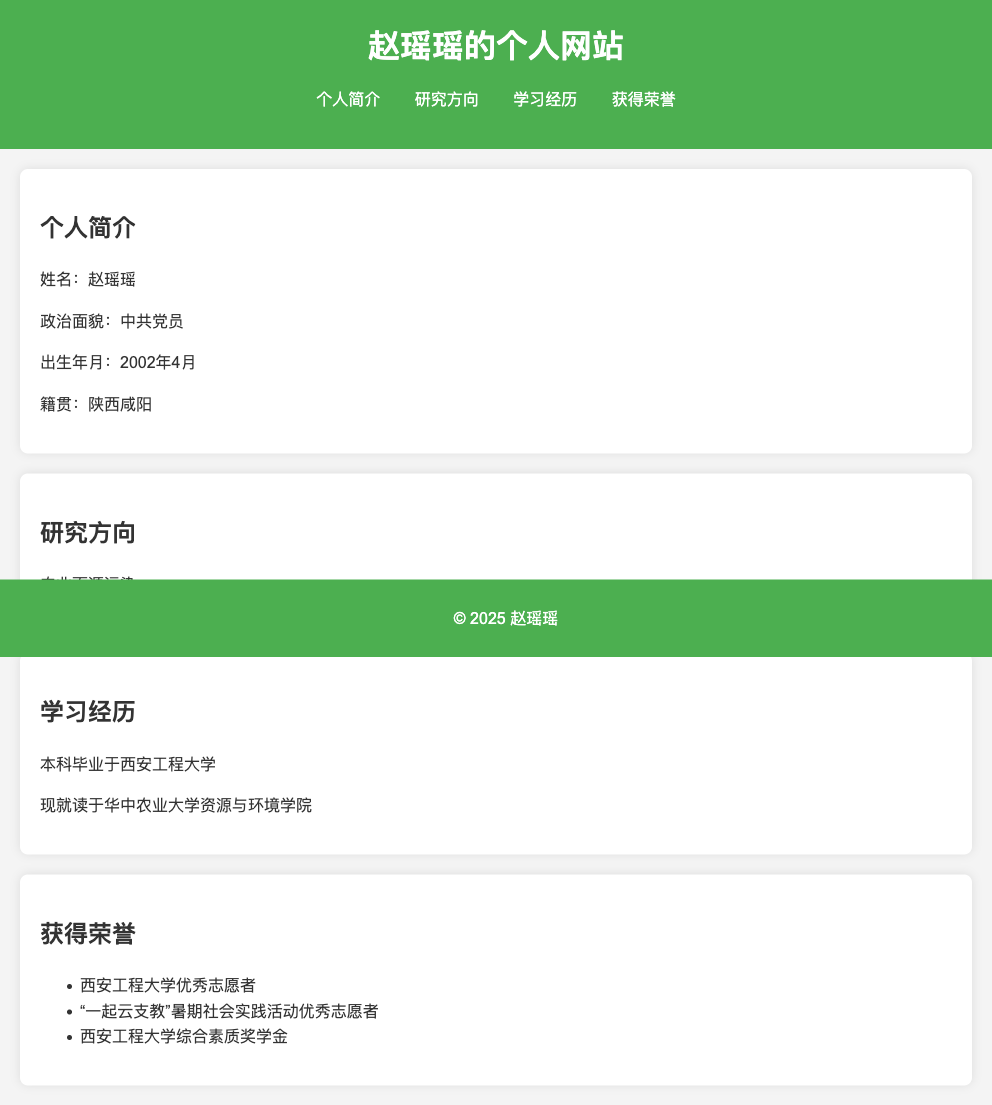 赵瑶瑶的个人网站
个人简介 研究方向 学习经历 获得荣誉
个人简介
姓名：赵瑶瑶
政治面貌：中共党员
出生年月：2002年4月
籍贯：陕西咸阳
研究方向
© 2025 赵瑶瑶
学习经历
本科毕业于西安工程大学
现就读于华中农业大学资源与环境学院
获得荣誉
西安工程大学优秀志愿者
“一起云支教”暑期社会实践活动优秀志愿者
西安工程大学综合素质奖学金